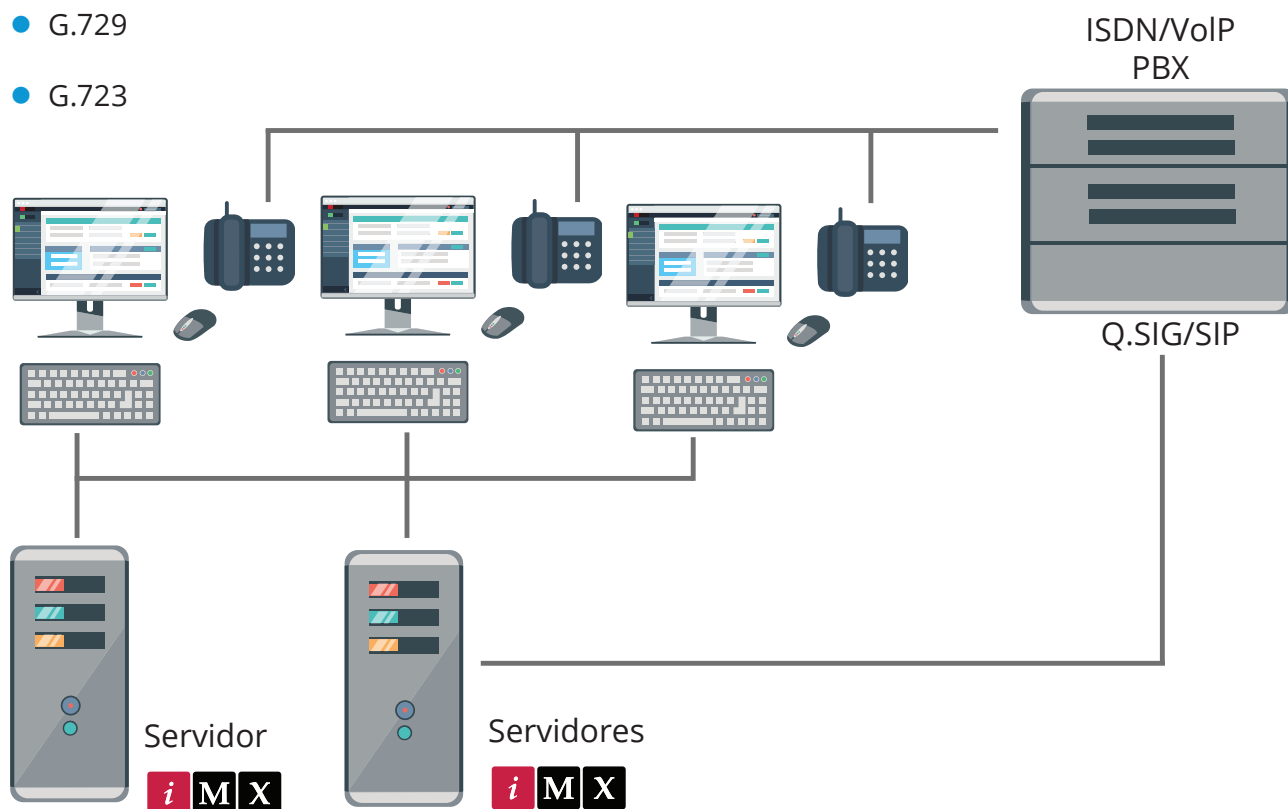 G.729
G.723
ISDN/VoIP
PBX
Q.SIG/SIP
Servidor
i M X
Servidores
i M X